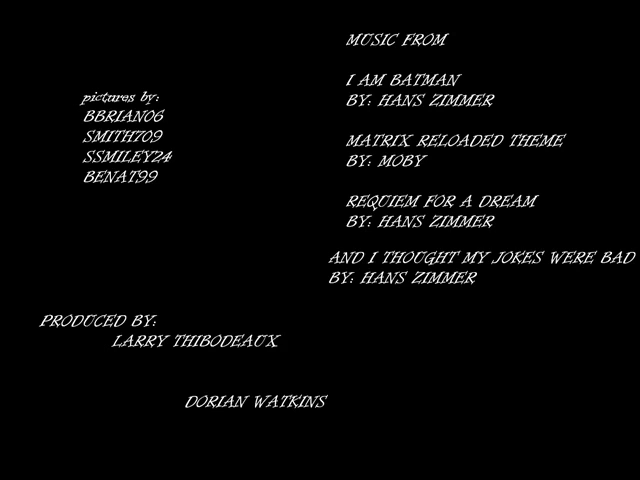 pictures by:
BBRIAN06
SMITH709
SSMILEY24
BENAT99
MUSIC FROM
I AM BATMAN
BY: HANS ZIMMER
MATRIX RELOADED THEME
BY: MOBY
REQUIEM FOR A DREAM
BY: HANS ZIMMER
AND I THOUGHT MY JOKES WERE BAD
BY: HANS ZIMMER
PRODUCED BY:
LARRY THIBODEAUX
DORIAN WATKINS